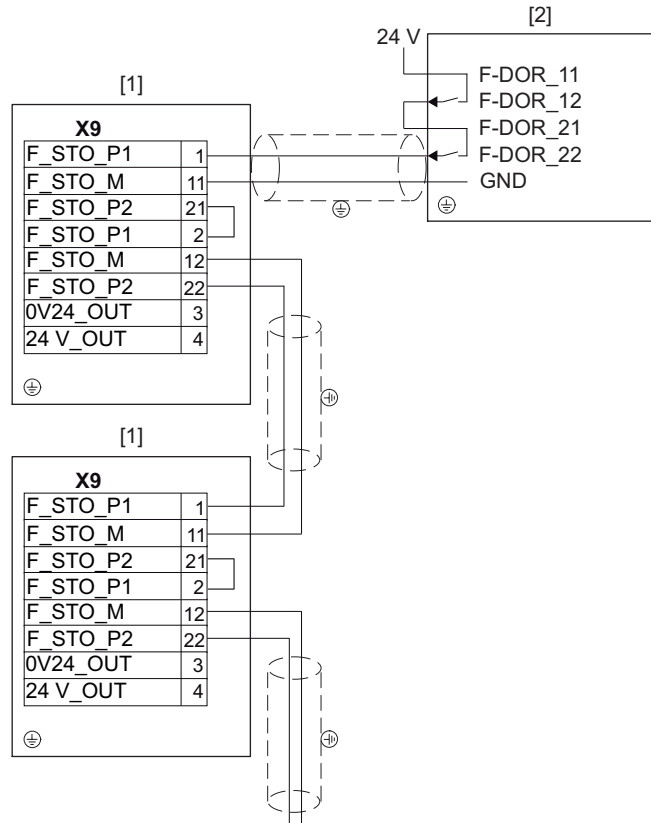 [2]
24 V
[1]
F-DOR_11
F-DOR_12
F-DOR_21
F-DOR_22
GND
X9
F_STO_P1 1
F_STO_M 11
F_STO_P2 21
F_STO_P1 2
F_STO_M 12
F_STO_P2 22
0V24_OUT 3
24 V_OUT 4
[1]
X9
F_STO_P1 1
F_STO_M 11
F_STO_P2 21
F_STO_P1 2
F_STO_M 12
F_STO_P2 22
0V24_OUT 3
24 V_OUT 4